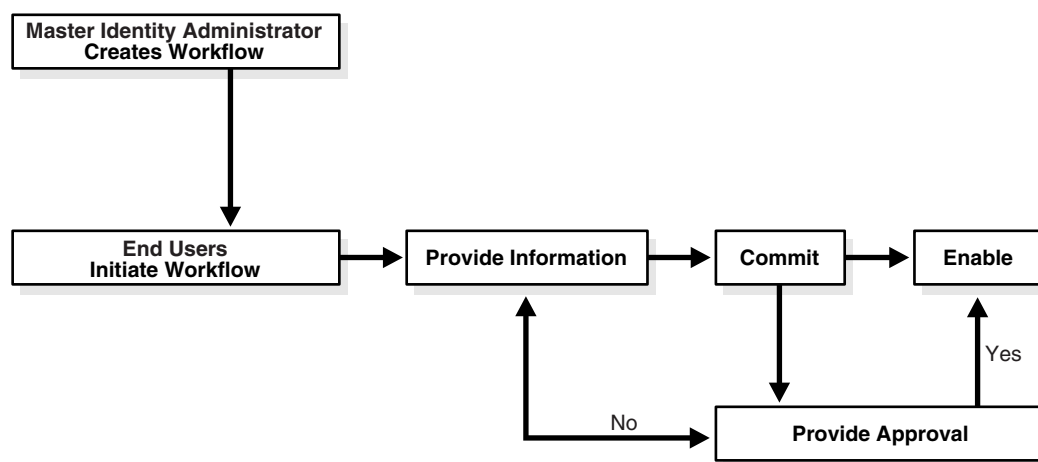 Master Identity Administrator
Creates Workflow
End Users
Initiate Workflow
Provide Information
Commit
Enable
Yes
No
Provide Approval